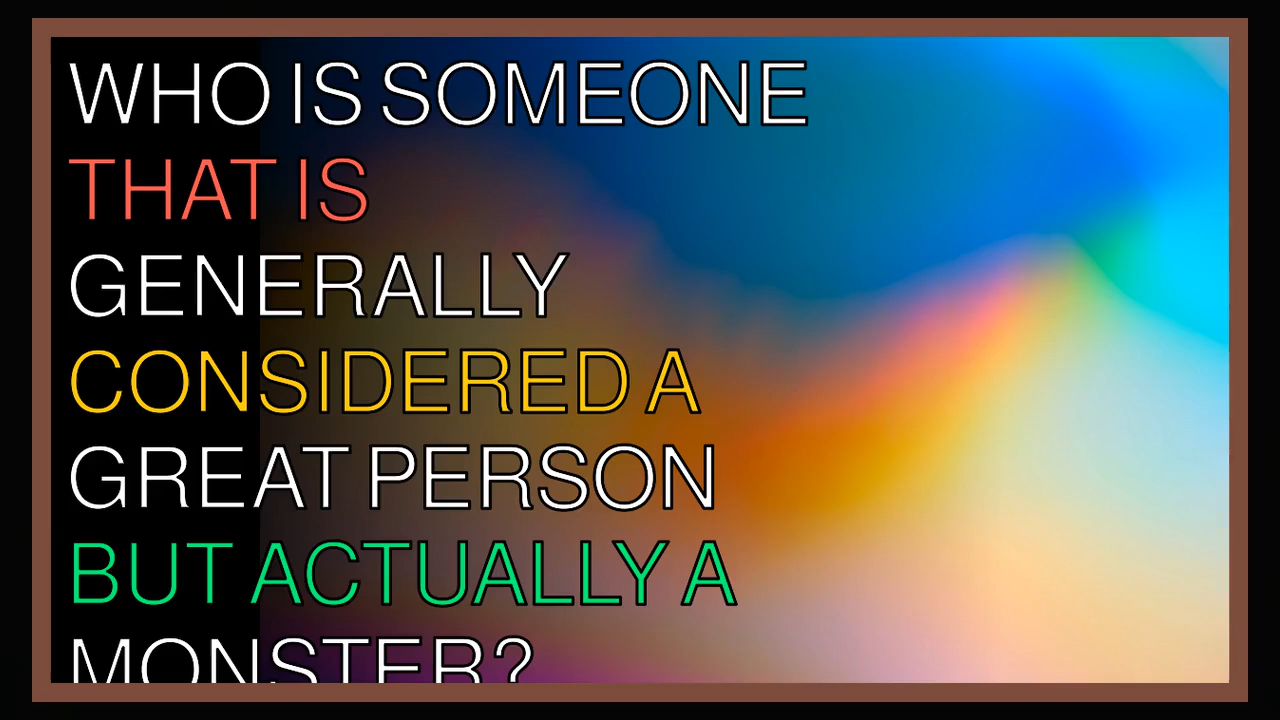 WHO IS SOMEONE
THAT IS
GENERALLY
CONSIDERED A
GREAT PERSON
BUT ACTUALLY A
MONSTER?